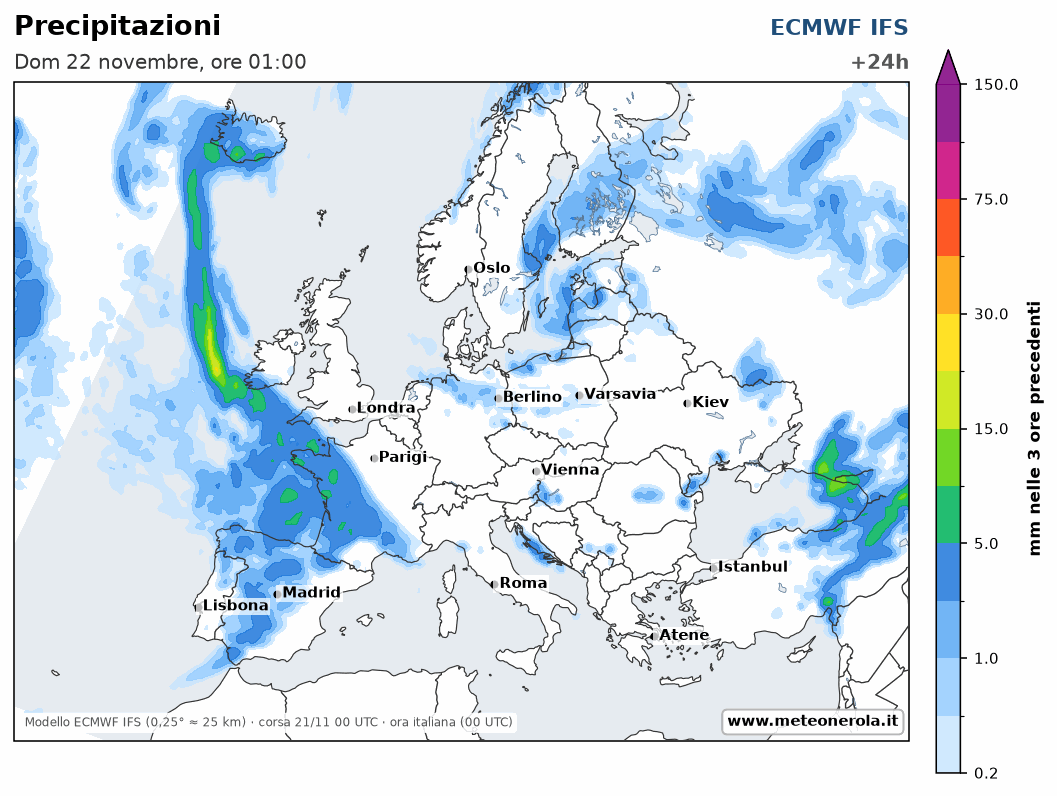 Precipitazioni
ECMWF IFS
Dom 22 novembre, ore 01:00
+24h
150.0
75.0
30.0
15.0
5.0
1.0
0.2
mm nelle 3 ore precedenti
Oslo
Londra
Berlino
Varsavia
Kiev
Parigi
Vienna
Istanbul
Roma
Madrid
Lisbona
Atene
Modello ECMWF IFS (0,25° ≈ 25 km) · corsa 21/11 00 UTC · ora italiana (00 UTC)
www.meteonerola.it